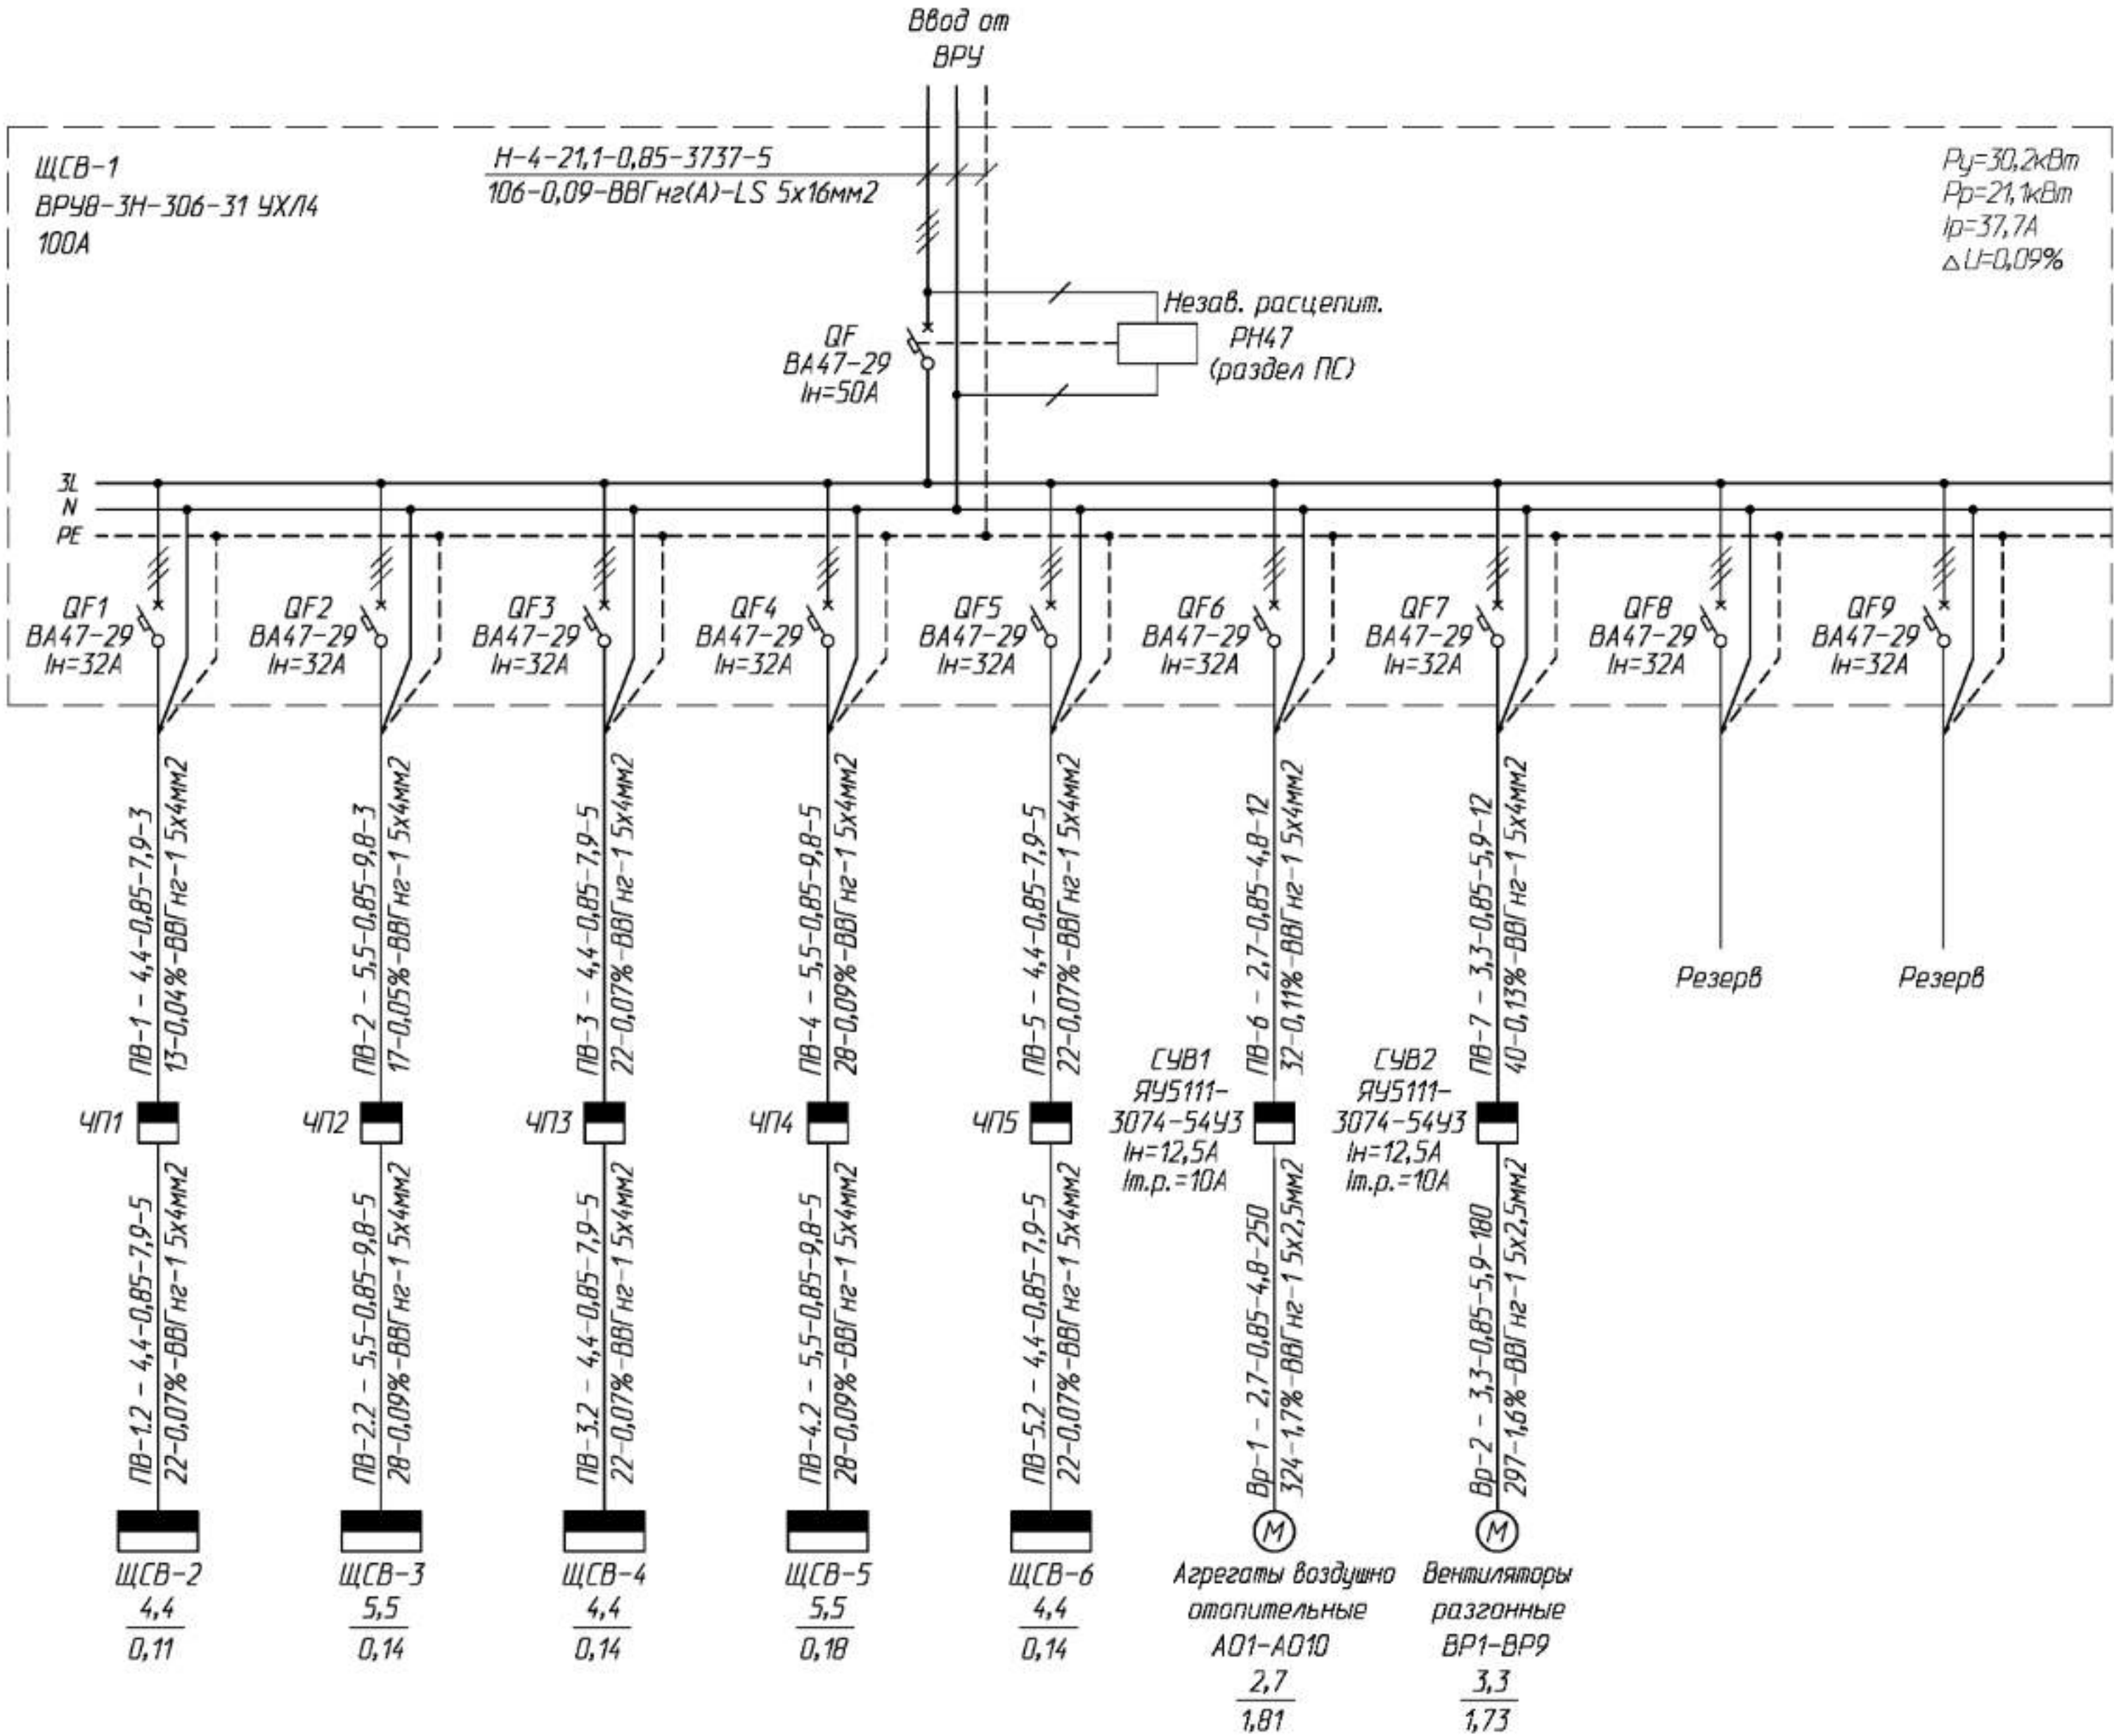 Ввод от
ВРУ
ЩСВ-1
ВРУ8-3Н-306-31 УХЛ4
100А
Н-4-21,1-0,85-3737-5
106-0,09-ВВГнг(А)-LS 5х16мм2
Ру=30,2кВт
Рр=21,1кВт
Iр=37,7А
△U=0,09%
QF
ВА47-29
Iн=50А
Незав. расцепит.
РН47
(раздел ПС)
3L
N
PE
QF1
ВА47-29
Iн=32А
QF2
ВА47-29
Iн=32А
QF3
ВА47-29
Iн=32А
QF4
ВА47-29
Iн=32А
QF5
ВА47-29
Iн=32А
QF6
ВА47-29
Iн=32А
QF7
ВА47-29
Iн=32А
QF8
ВА47-29
Iн=32А
QF9
ВА47-29
Iн=32А
ПВ-1 - 4,4-0,85-7,9-3
13-0,04%-ВВГнг-1 5х4мм2
ПВ-2 - 5,5-0,85-9,8-3
17-0,05%-ВВГнг-1 5х4мм2
ПВ-3 - 4,4-0,85-7,9-5
22-0,07%-ВВГнг-1 5х4мм2
ПВ-4 - 5,5-0,85-9,8-5
28-0,09%-ВВГнг-1 5х4мм2
ПВ-5 - 4,4-0,85-7,9-5
22-0,07%-ВВГнг-1 5х4мм2
ПВ-6 - 2,7-0,85-4,8-12
32-0,11%-ВВГнг-1 5х4мм2
ПВ-7 - 3,3-0,85-5,9-12
40-0,13%-ВВГнг-1 5х4мм2
Резерв
Резерв
ЧП1
ЧП2
ЧП3
ЧП4
ЧП5
СУВ1
ЯУ5111-
3074-54У3
Iн=12,5А
Iт.р.=10А
СУВ2
ЯУ5111-
3074-54У3
Iн=12,5А
Iт.р.=10А
ПВ-1.2 - 4,4-0,85-7,9-5
22-0,07%-ВВГнг-1 5х4мм2
ПВ-2.2 - 5,5-0,85-9,8-5
28-0,09%-ВВГнг-1 5х4мм2
ПВ-3.2 - 4,4-0,85-7,9-5
22-0,07%-ВВГнг-1 5х4мм2
ПВ-4.2 - 5,5-0,85-9,8-5
28-0,09%-ВВГнг-1 5х4мм2
ПВ-5.2 - 4,4-0,85-7,9-5
22-0,07%-ВВГнг-1 5х4мм2
Вр-1 - 2,7-0,85-4,8-250
324-1,7%-ВВГнг-1 5х2,5мм2
Вр-2 - 3,3-0,85-5,9-180
297-1,6%-ВВГнг-1 5х2,5мм2
М
М
ЩСВ-2
4,4
0,11
ЩСВ-3
5,5
0,14
ЩСВ-4
4,4
0,14
ЩСВ-5
5,5
0,18
ЩСВ-6
4,4
0,14
Агрегаты воздушно
отопительные
АО1-АО10
2,7
1,81
Вентиляторы
разгонные
ВР1-ВР9
3,3
1,73